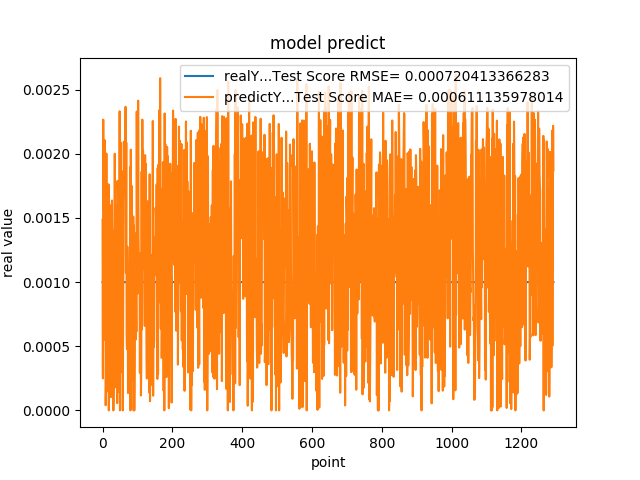 model predict
realY...Test Score RMSE= 0.000720413366283
predictY...Test Score MAE= 0.000611135978014
0.0025
0.0020
0.0015
0.0010
0.0005
0.0000
real value
0 200 400 600 800 1000 1200
point